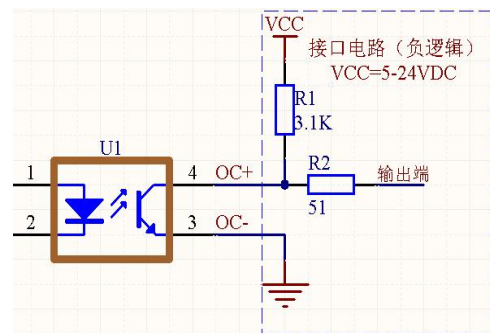 VCC
接口电路（负逻辑）
VCC=5-24VDC
R1
3.1K
U1
1
4
OC+
R2
输出端
51
2
3
OC-